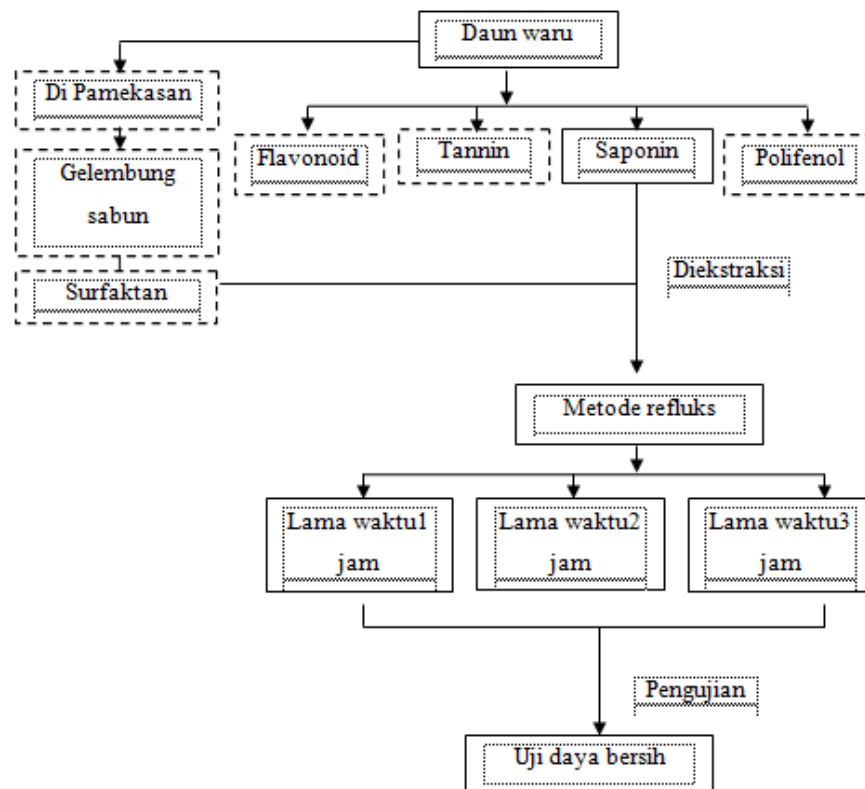 Daun waru
Di Pamekasan
Flavonoid
Tannin
Saponin
Polifenol
Gelembung
sabun
Surfaktan
Diekstraksi
Metode refluks
Lama waktu1
jam
Lama waktu2
jam
Lama waktu3
jam
Pengujian
Uji daya bersih